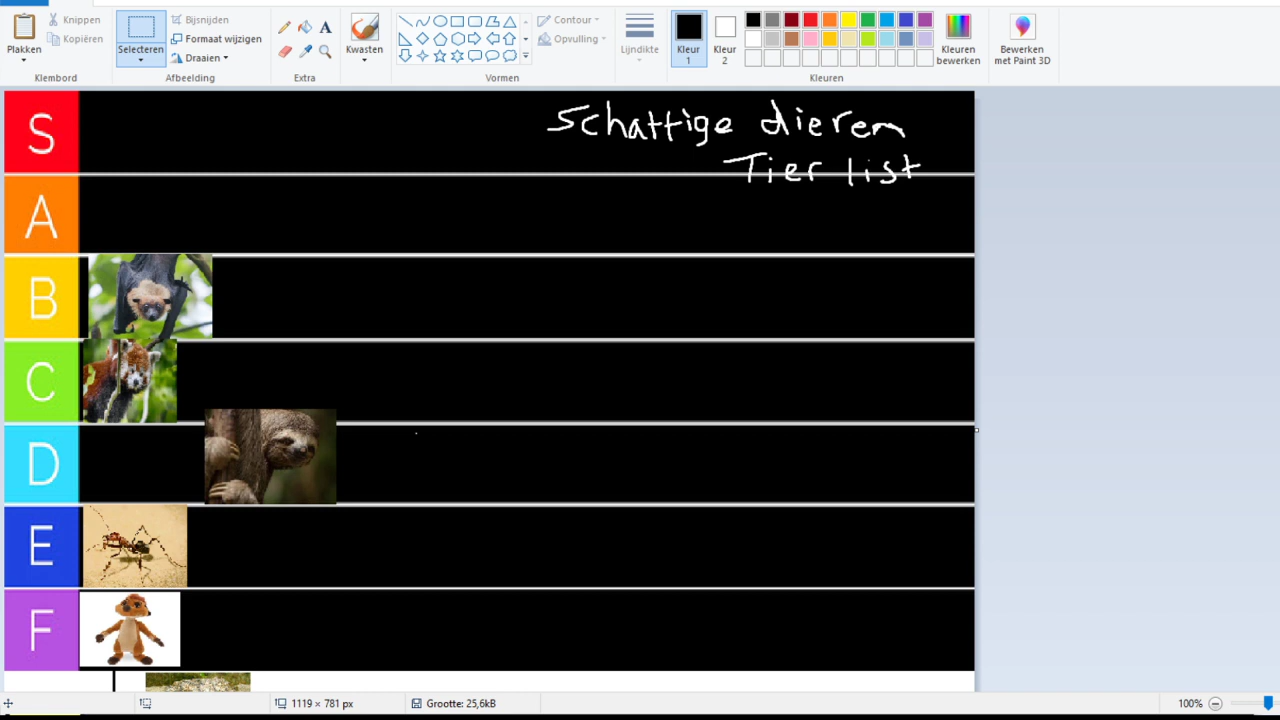 Plakken
Knippen
Kopiëren
Klembord
Selecteren
Bijsnijden
Formaat wijzigen
Draaien
Afbeelding
A
Extra
Kwasten
Vormen
Contour
Opvulling
Lijndikte
Kleur 1
Kleur 2
Kleuren
Kleuren bewerken
Bewerken met Paint 3D
Schattige dieren
Tier list
S
A
B
C
D
E
F
1119 × 781 px
Grootte: 25,6kB
100%